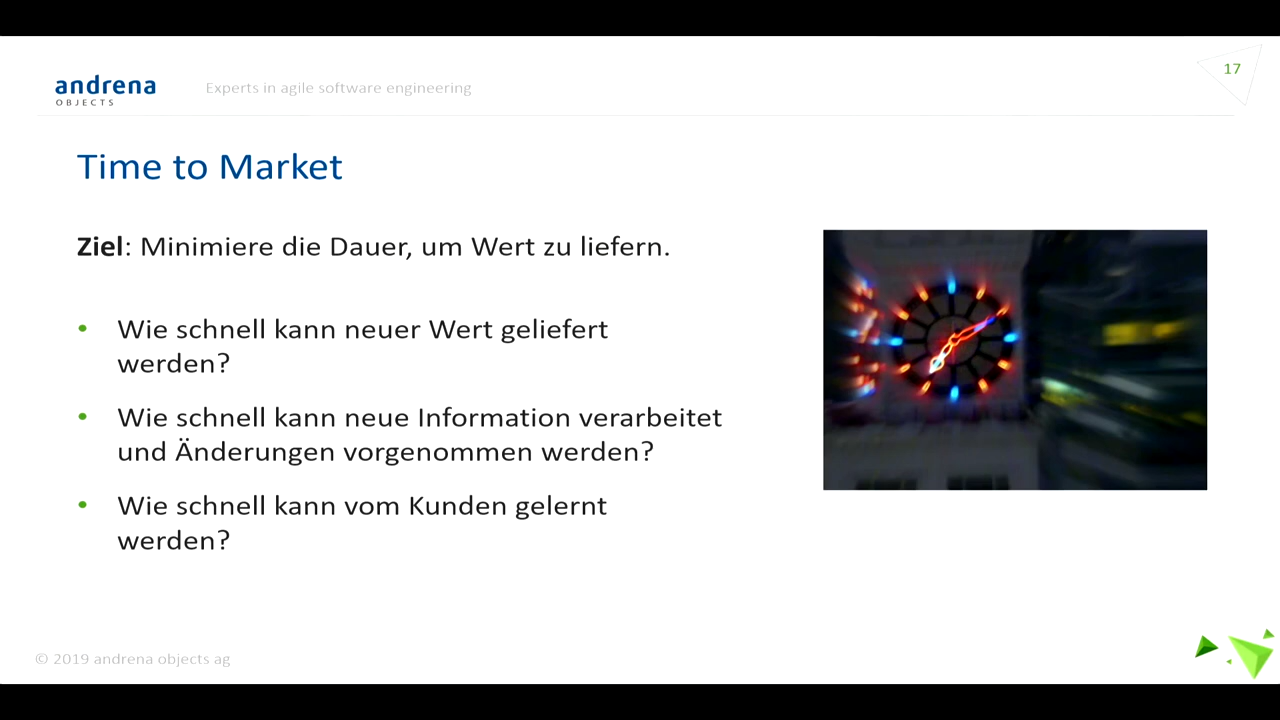 andrena
OBJECTS
Experts in agile software engineering
17
Time to Market
Ziel: Minimiere die Dauer, um Wert zu liefern.
• Wie schnell kann neuer Wert geliefert
werden?
• Wie schnell kann neue Information verarbeitet
und Änderungen vorgenommen werden?
• Wie schnell kann vom Kunden gelernt
werden?
© 2019 andrena objects ag